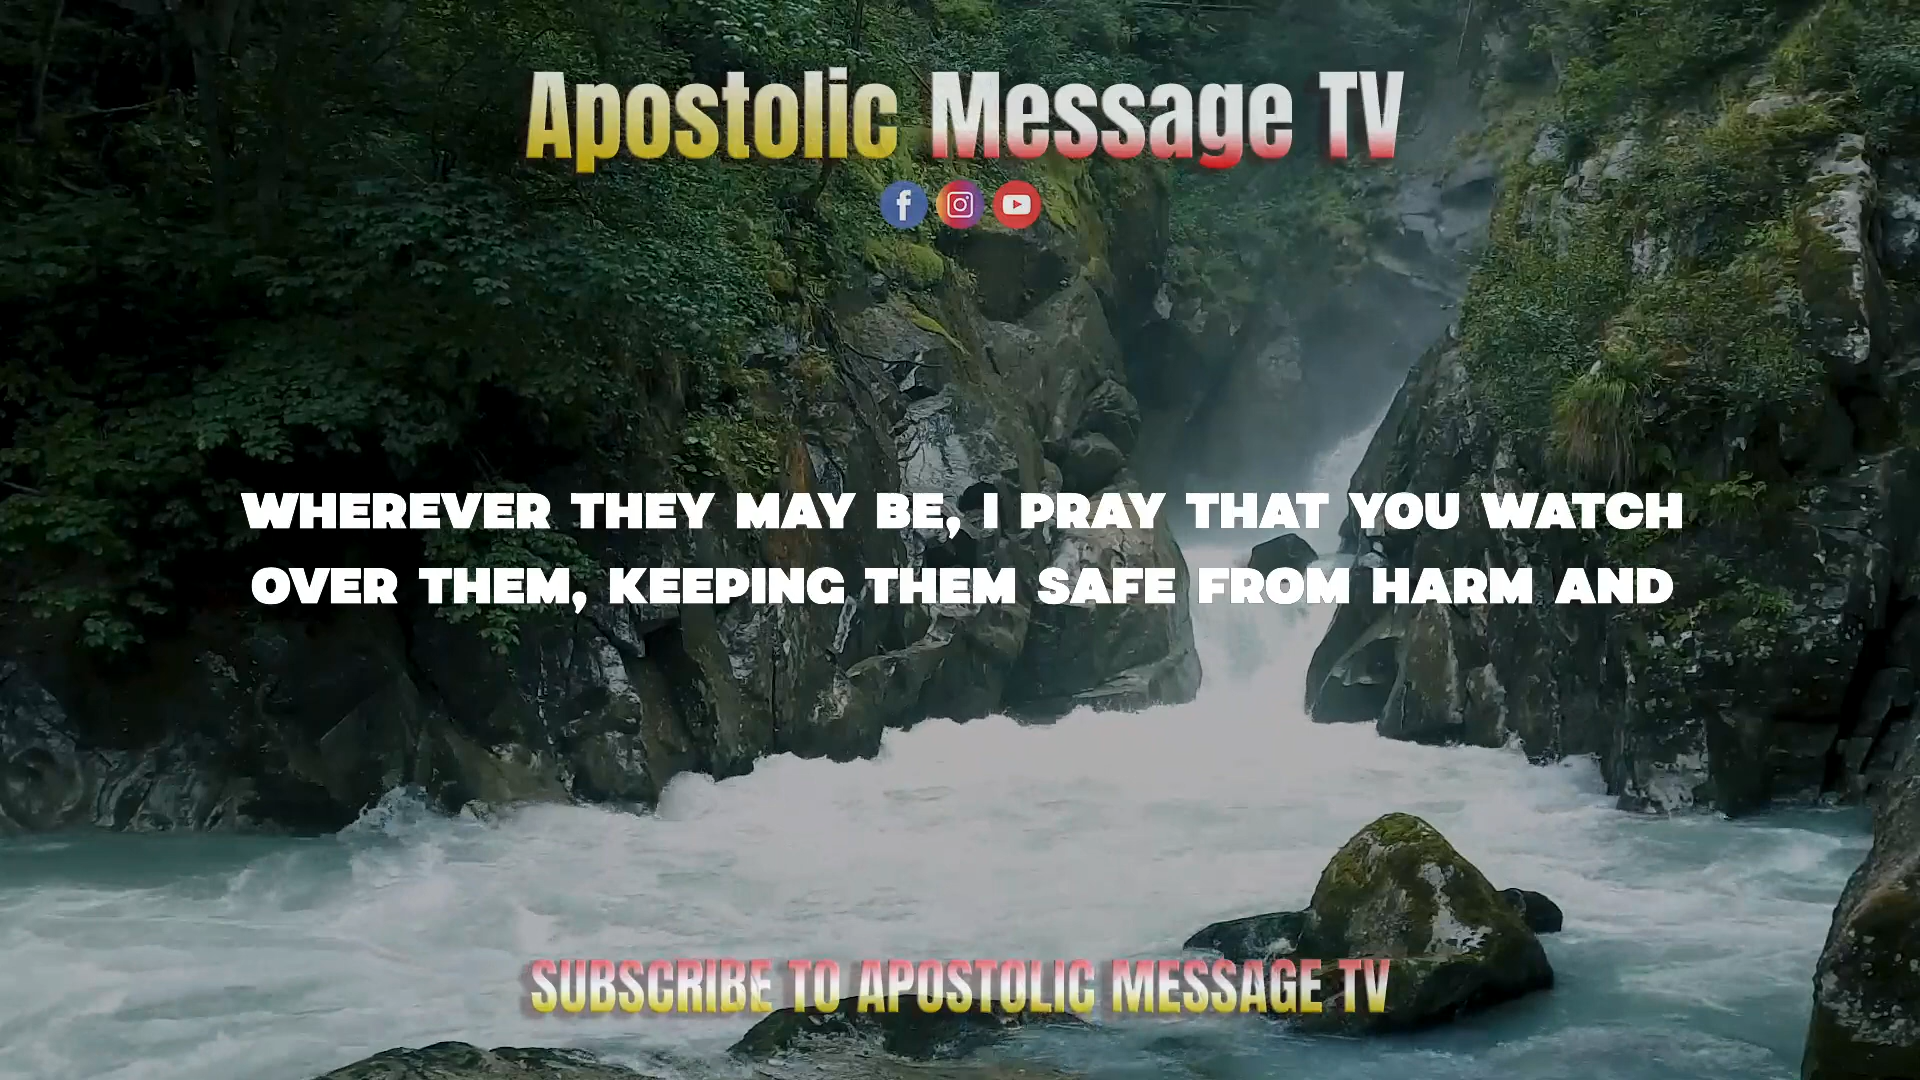 Apostolic Message TV
WHEREVER THEY MAY BE, I PRAY THAT YOU WATCH
OVER THEM, KEEPING THEM SAFE FROM HARM AND
SUBSCRIBE TO APOSTOLIC MESSAGE TV